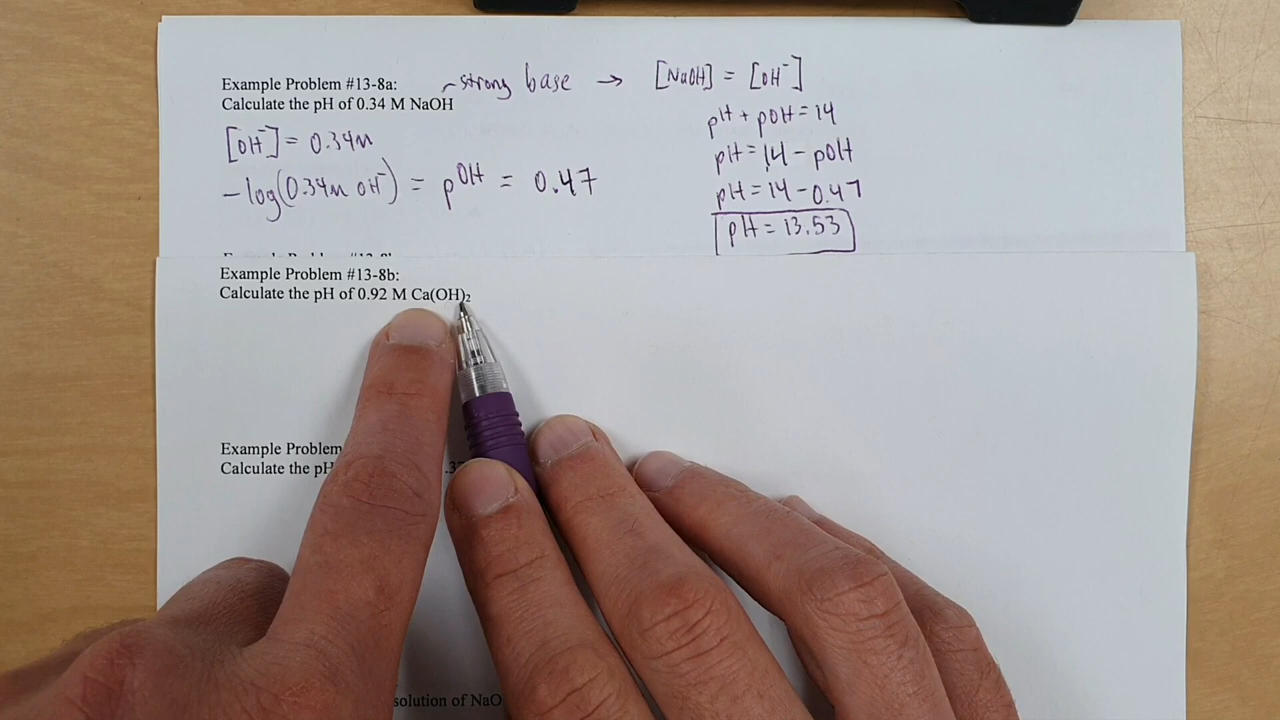 Example Problem #13-8a:
Calculate the pH of 0.34 M NaOH
~strong base → [NaOH] = [OH⁻]
[OH⁻] = 0.34M
-log(0.34M OH⁻) = pOH = 0.47
pH + pOH = 14
pH = 14 - pOH
pH = 14 - 0.47
pH = 13.53
Example Problem #13-8b:
Calculate the pH of 0.92 M Ca(OH)₂
Example Problem
Calculate the pH
solution of NaO